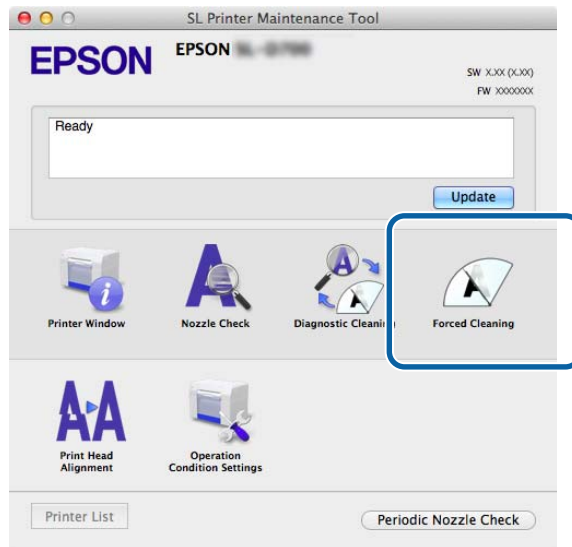 SL Printer Maintenance Tool
EPSON
EPSON
SW X.XX (X.XX)
FW XXXXXXX
Ready
Update
Printer Window
Nozzle Check
Diagnostic Cleaning
Forced Cleaning
Print Head
Alignment
Operation
Condition Settings
Printer List
Periodic Nozzle Check